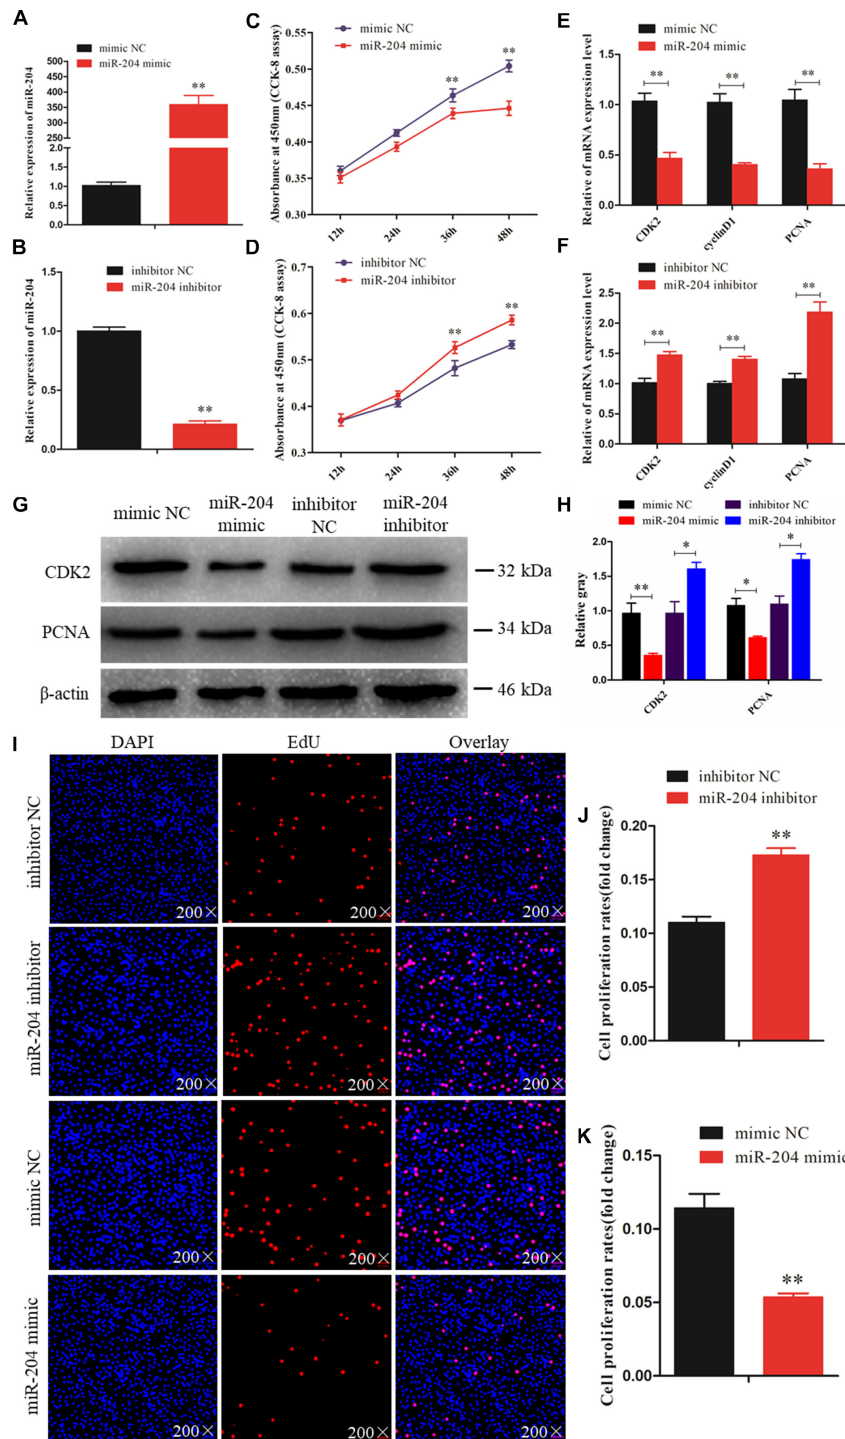 A
mimic NC
miR-204 mimic
Relative expression of miR-204
500
450
400
350
300
250
2.0
1.5
1.0
0.5
0.0
**
B
inhibitor NC
miR-204 inhibitor
Relative expression of miR-204
1.5
1.0
0.5
0.0
**
C
mimic NC
miR-204 mimic
Absorbance at 450nm (CCK-8 assay)
0.55
0.50
0.45
0.40
0.35
0.30
** **
12h 24h 36h 48h
D
inhibitor NC
miR-204 inhibitor
Absorbance at 450nm (CCK-8 assay)
0.7
0.6
0.5
0.4
0.3
** **
12h 24h 36h 48h
E
mimic NC
miR-204 mimic
Relative of mRNA expression level
1.5
1.0
0.5
0.0
** ** **
CDK2 cyclinD1 PCNA
F
inhibitor NC
miR-204 inhibitor
Relative of mRNA expression level
2.5
2.0
1.5
1.0
0.5
0.0
** ** **
CDK2 cyclinD1 PCNA
G
mimic NC miR-204 mimic inhibitor NC miR-204 inhibitor
CDK2 32 kDa
PCNA 34 kDa
β-actin 46 kDa
H
mimic NC inhibitor NC
miR-204 mimic miR-204 inhibitor
Relative gray
2.0
1.5
1.0
0.5
0.0
** * * *
CDK2 PCNA
I
DAPI EdU Overlay
inhibitor NC
200× 200× 200×
miR-204 inhibitor
200× 200× 200×
mimic NC
200× 200× 200×
miR-204 mimic
200× 200× 200×
J
inhibitor NC
miR-204 inhibitor
Cell proliferation rates(fold change)
0.20
0.15
0.10
0.05
0.00
**
K
mimic NC
miR-204 mimic
Cell proliferation rates(fold change)
0.15
0.10
0.05
0.00
**